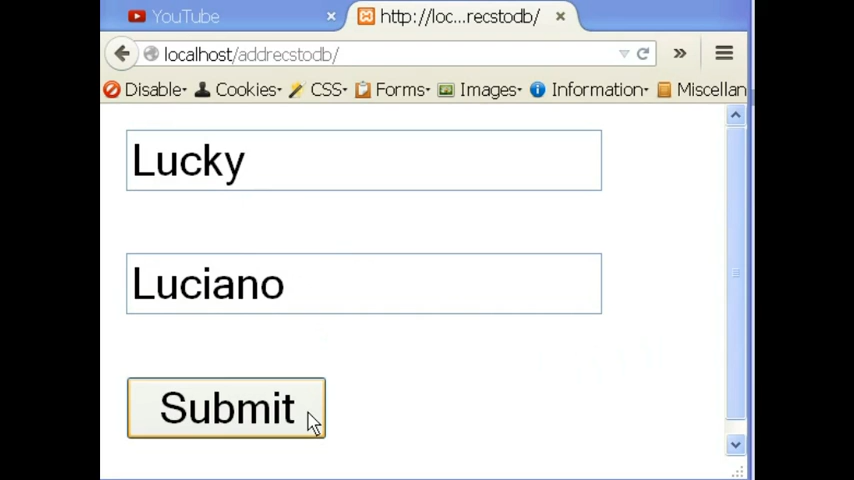 YouTube
http://loc...recstodb/
localhost/addrecstodb/
Disable Cookies CSS Forms Images Information Miscellan
Lucky
Luciano
Submit